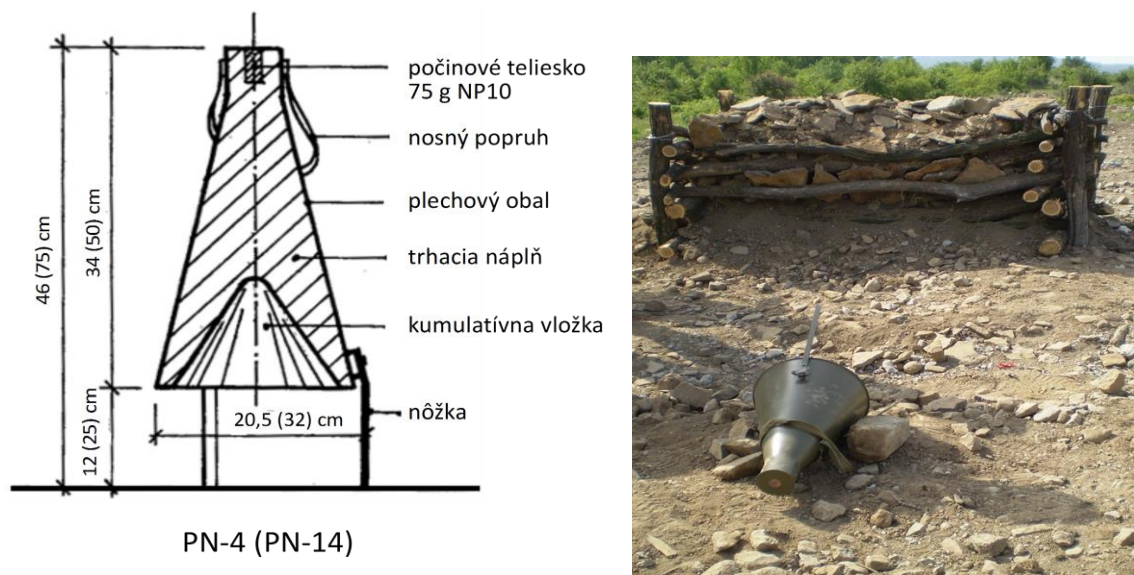 počinové teliesko
75 g NP10
nosný popruh
plechový obal
trhacia náplň
kumulatívna vložka
nôžka
46 (75) cm
34 (50) cm
12 (25) cm
20,5 (32) cm
PN-4 (PN-14)